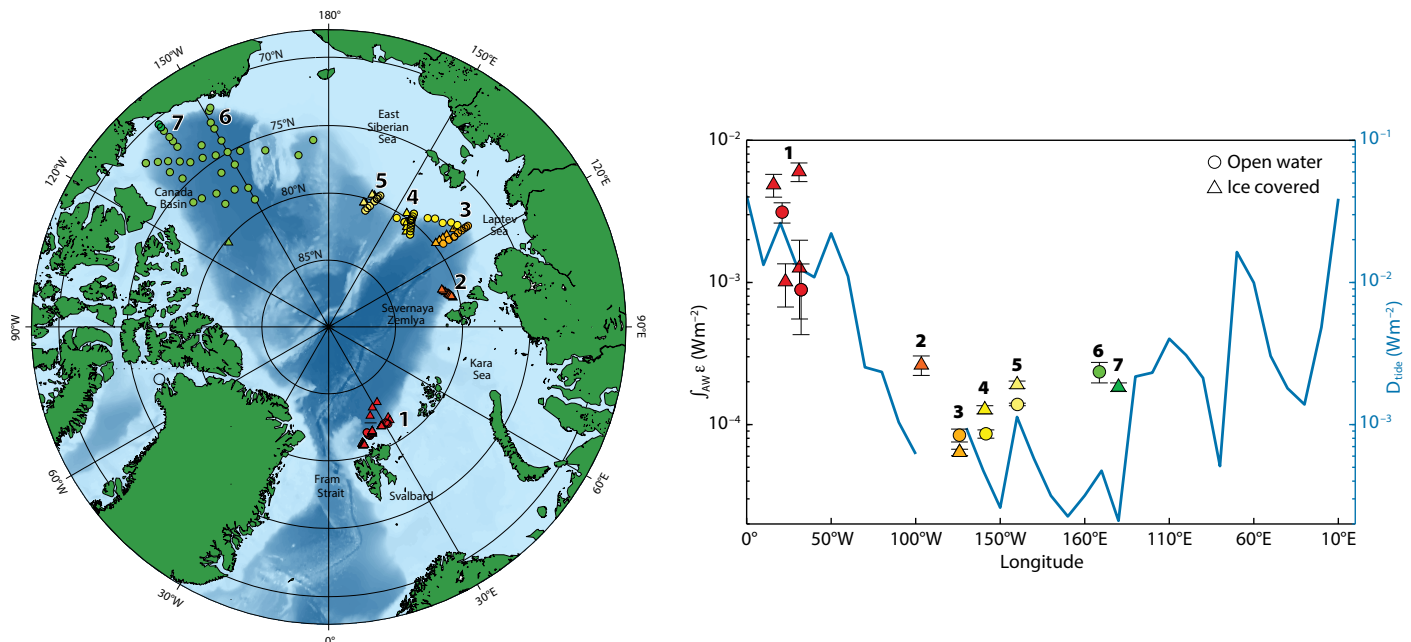 180°
150°W
150°E
70°N
7
6
75°N
East
Siberian
Sea
120°W
120°E
Canada
Basin
80°N
5
4
3
Laptev
Sea
85°N
2
Severnaya
Zemlya
90°W
90°E
Kara
Sea
1
60°W
60°E
Fram
Strait
Svalbard
30°W
30°E
0°
10⁻²
10⁻¹
1
Open water
Ice covered
10⁻³
10⁻²
∫AW ε (Wm⁻²)
Dtide (Wm⁻²)
2
5
6
7
4
3
10⁻⁴
10⁻³
0°
50°W
100°W
150°W
160°E
110°E
60°E
10°E
Longitude